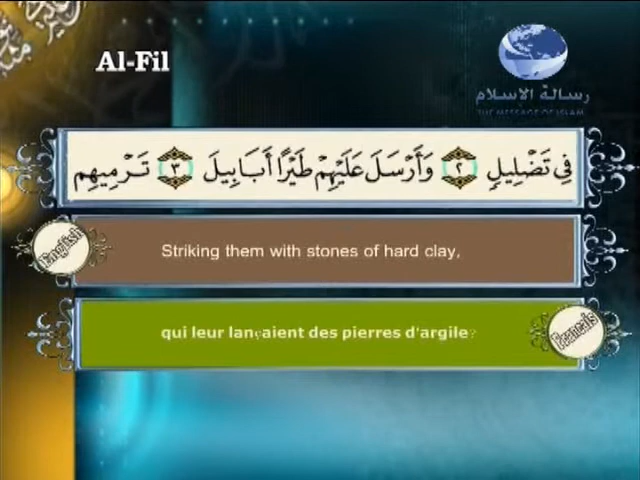 Al-Fil
رسالة الإسلام
THE MESSAGE OF ISLAM
فِي تَضْلِيلٍ ٢ وَأَرْسَلَ عَلَيْهِمْ طَيْرًا أَبَابِيلَ ٣ تَرْمِيهِم
English
Striking them with stones of hard clay,
qui leur lançaient des pierres d'argile?
Francais